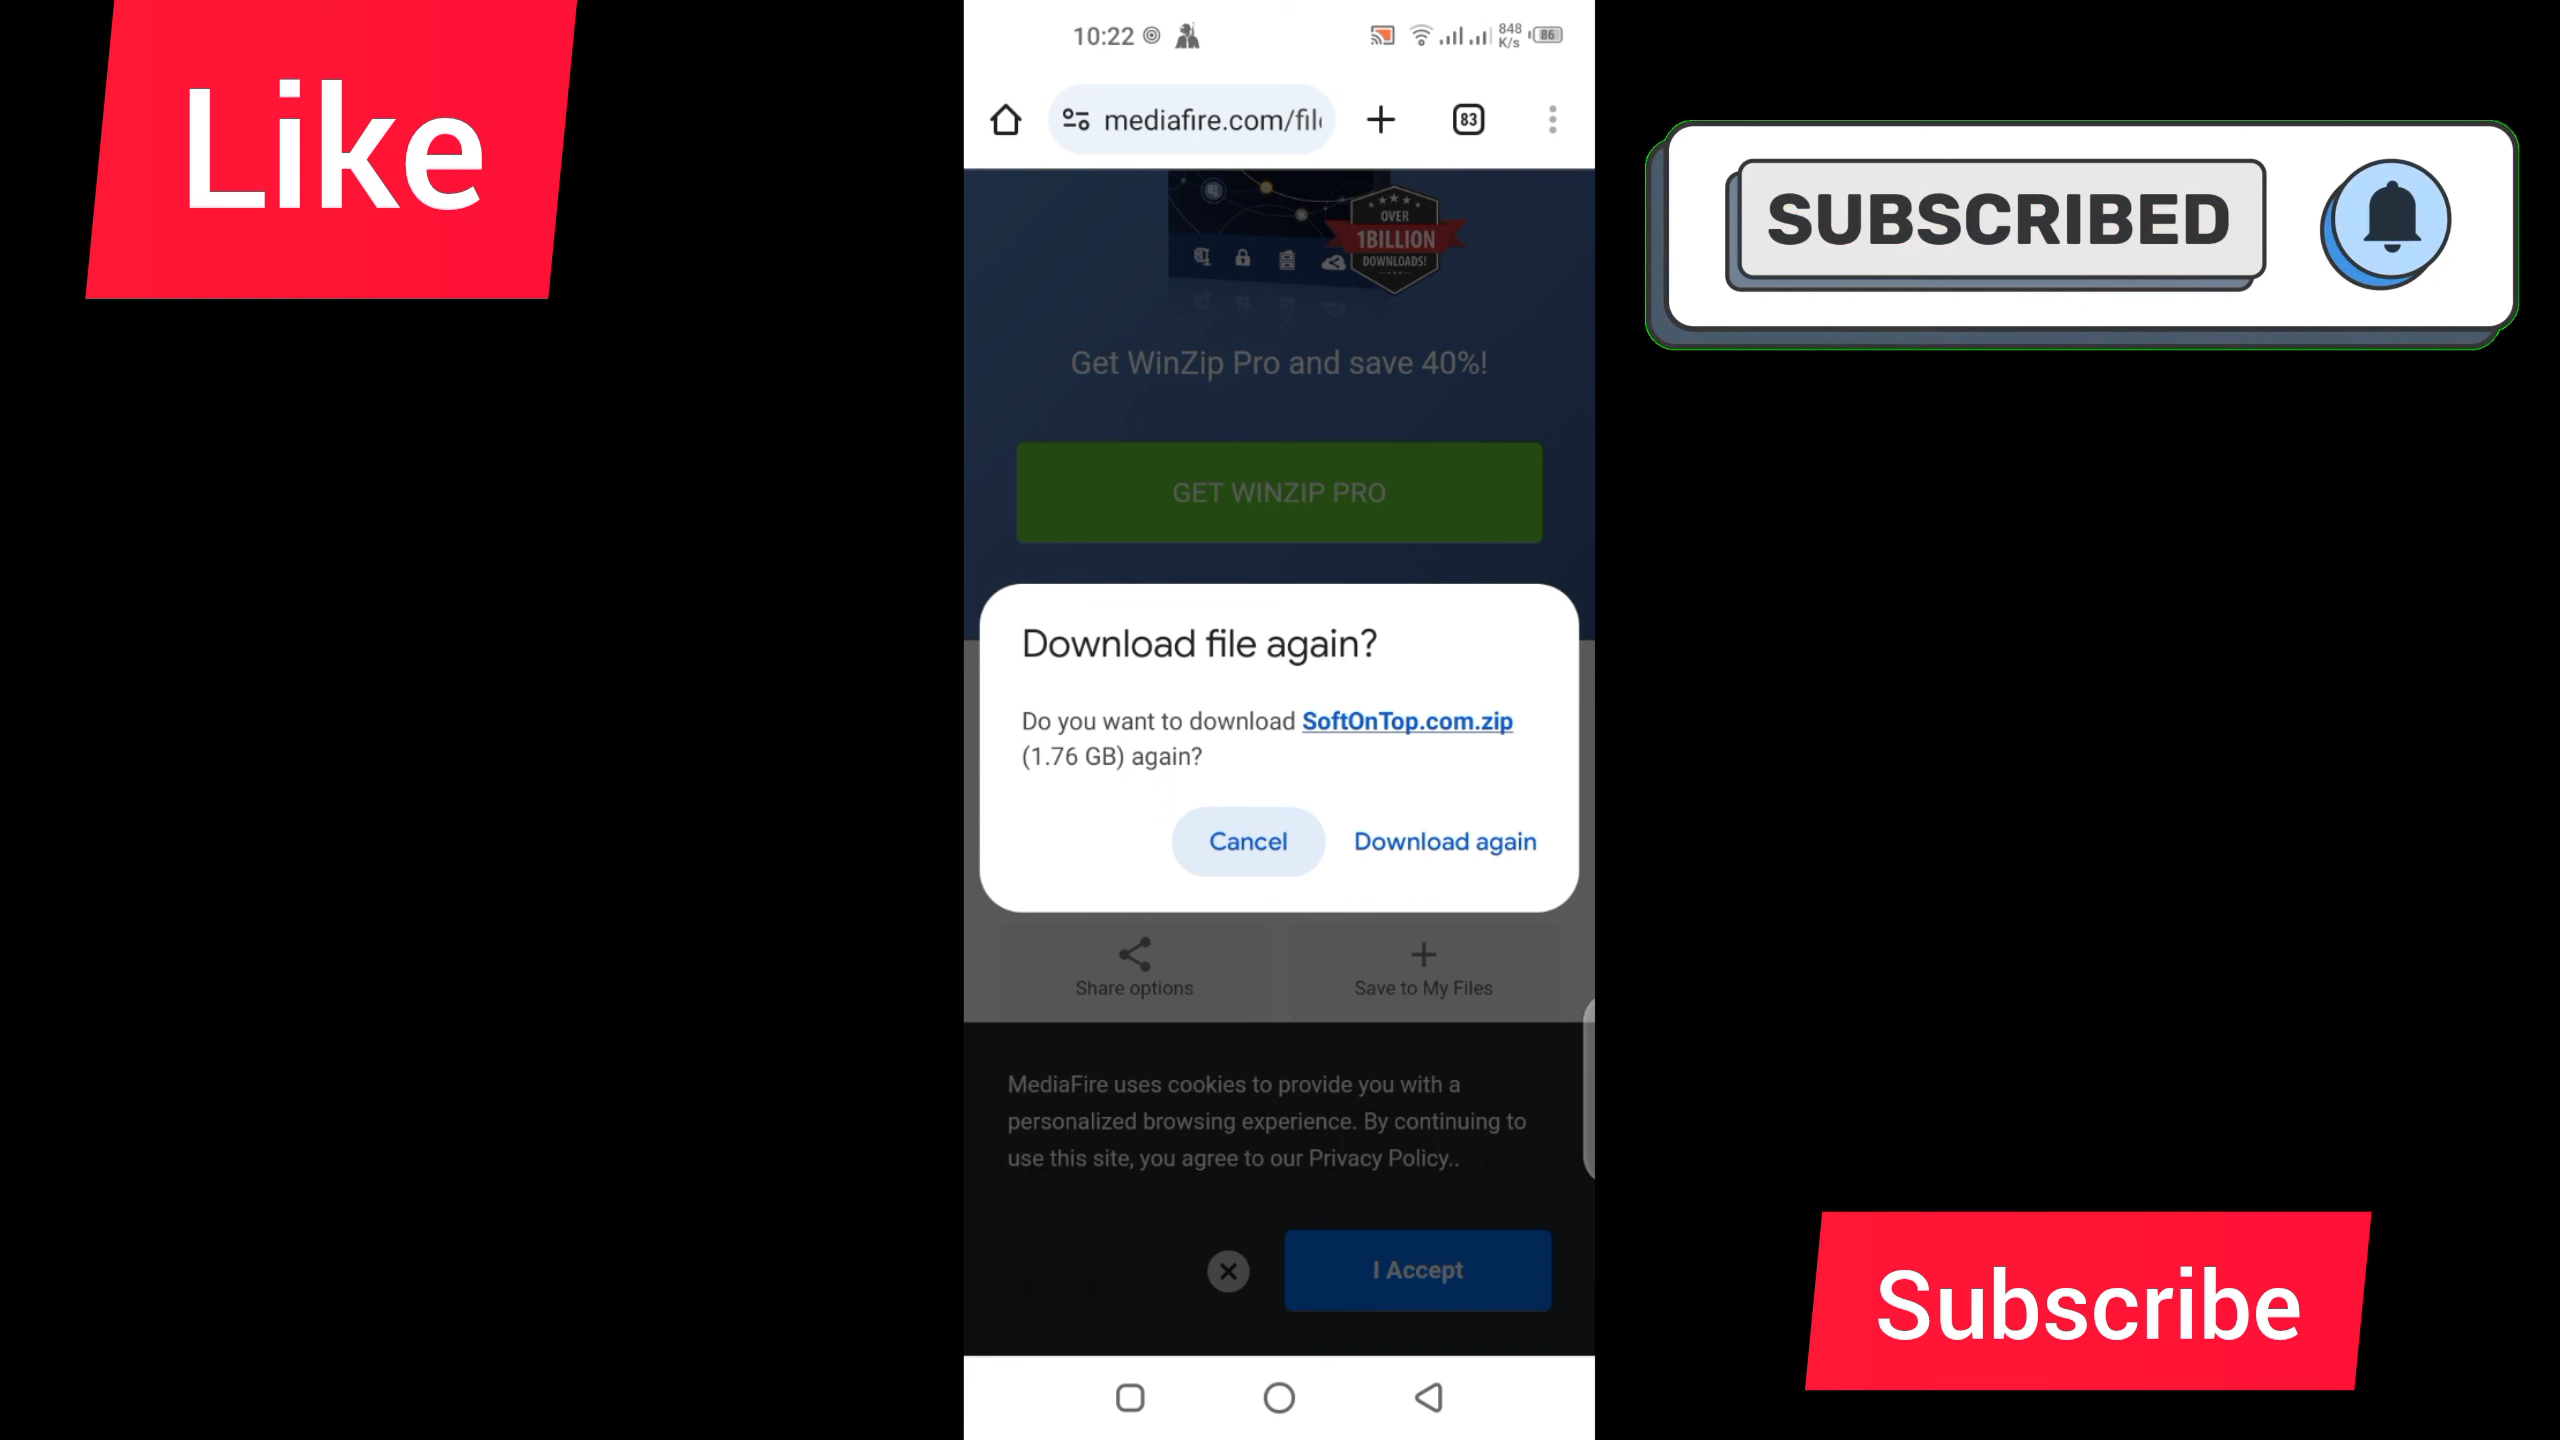 Like
10:22
848
K/s
86
mediafire.com/fil
83
OVER
1BILLION
DOWNLOADS!
Get WinZip Pro and save 40%!
GET WINZIP PRO
Download file again?
Do you want to download SoftOnTop.com.zip
(1.76 GB) again?
Cancel
Download again
Share options
Save to My Files
MediaFire uses cookies to provide you with a
personalized browsing experience. By continuing to
use this site, you agree to our Privacy Policy..
I Accept
SUBSCRIBED
Subscribe